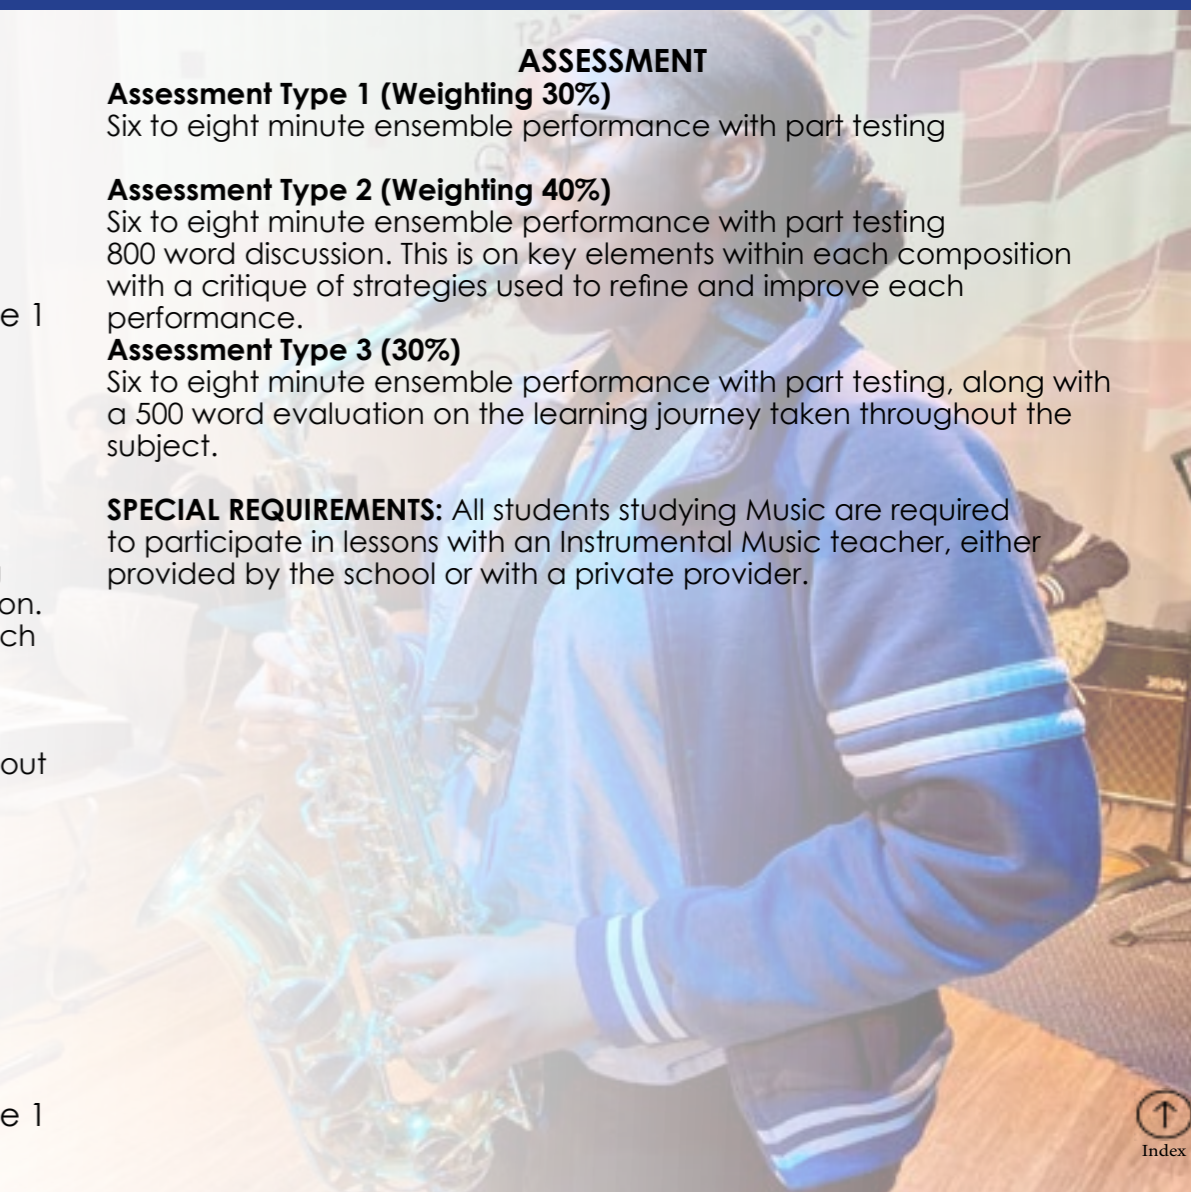 ASSESSMENT
Assessment Type 1 (Weighting 30%)
Six to eight minute ensemble performance with part testing
Assessment Type 2 (Weighting 40%)
Six to eight minute ensemble performance with part testing
800 word discussion. This is on key elements within each composition
with a critique of strategies used to refine and improve each
performance.
Assessment Type 3 (30%)
Six to eight minute ensemble performance with part testing, along with
a 500 word evaluation on the learning journey taken throughout the
subject.
SPECIAL REQUIREMENTS: All students studying Music are required
to participate in lessons with an Instrumental Music teacher, either
provided by the school or with a private provider.
e 1
on.
ch
out
e 1
Index